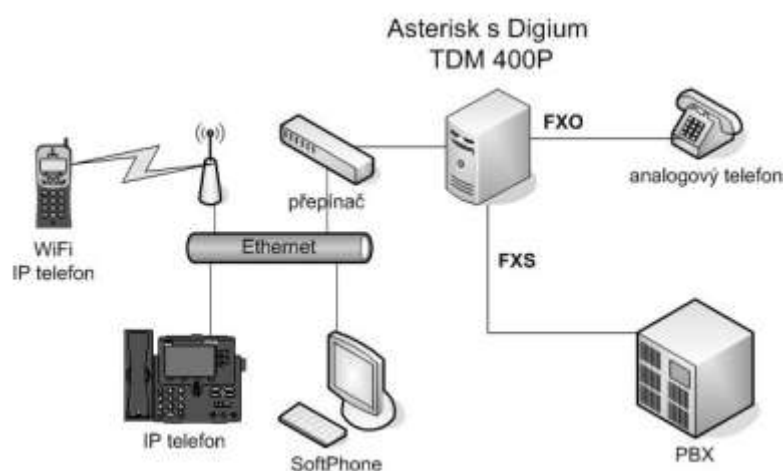 Asterisk s Digium
TDM 400P
FXO
analogový telefon
přepínač
WiFi
IP telefon
Ethernet
FXS
IP telefon
SoftPhone
PBX